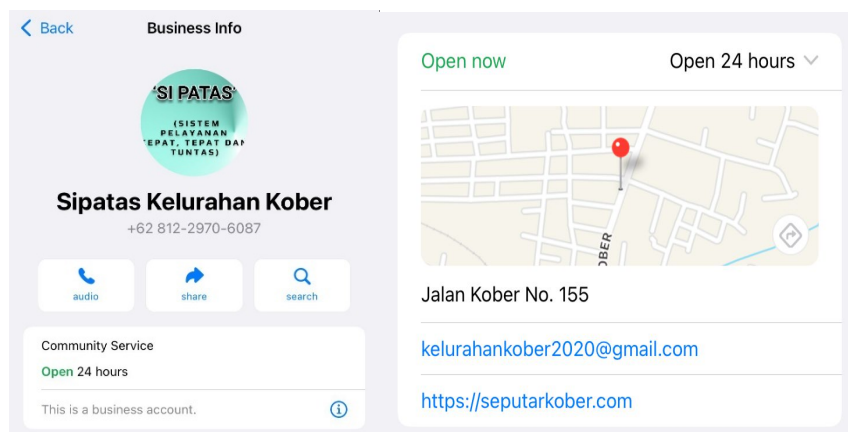 Back
Business Info
'SI PATAS'
(SISTEM
PELAYANAN
EPAT, TEPAT DAN
TUNTAS)
Sipatas Kelurahan Kober
+62 812-2970-6087
audio
share
search
Community Service
Open 24 hours
This is a business account.
Open now
Open 24 hours
OBER
Jalan Kober No. 155
kelurahankober2020@gmail.com
https://seputarkober.com